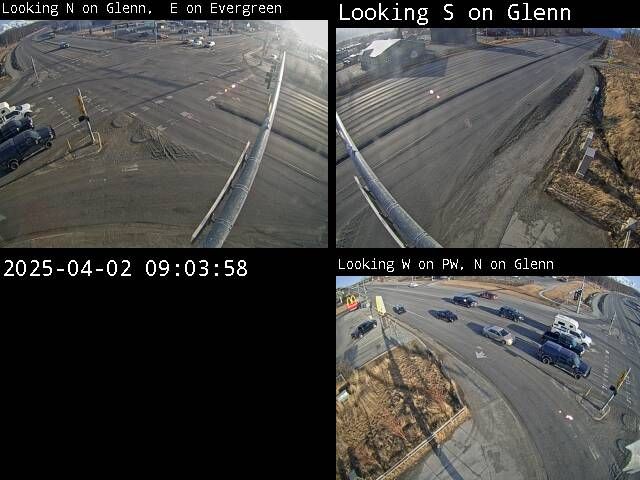 Looking N on Glenn, E on Evergreen
Looking S on Glenn
2025-04-02 09:03:58
Looking W on PW, N on Glenn